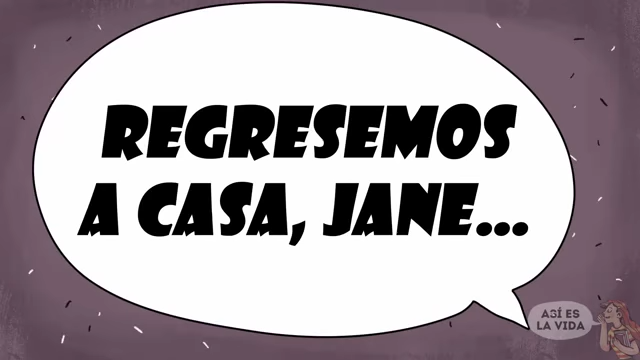 REGRESEMOS
A CASA, JANE...
ASÍ ES
LA VIDA